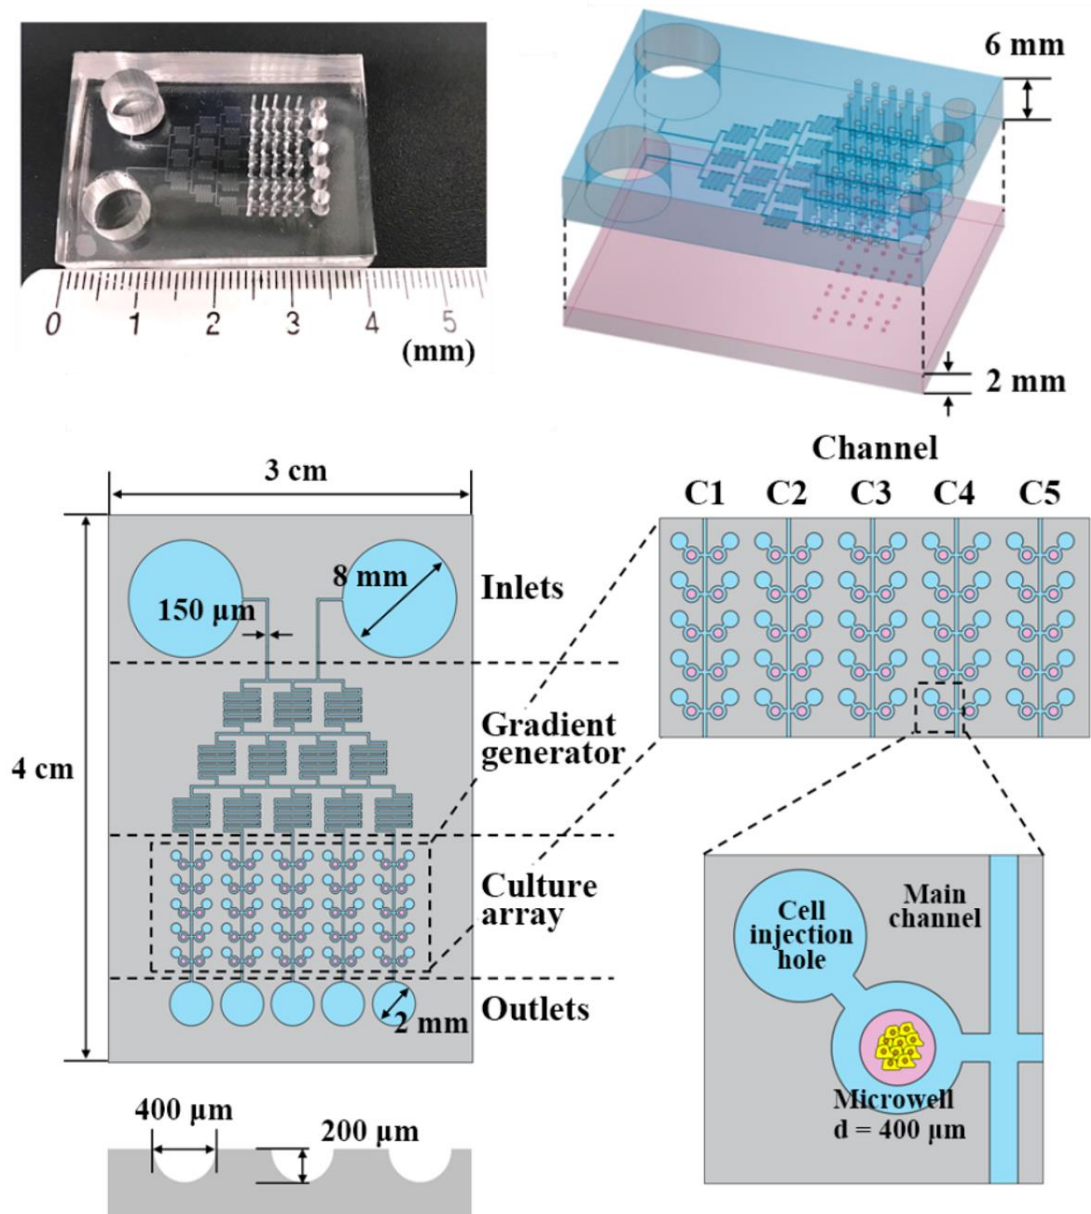 0 1 2 3 4 5
(mm)
6 mm
2 mm
3 cm
4 cm
8 mm
150 μm
Inlets
Gradient
generator
Culture
array
Outlets
2 mm
Channel
C1 C2 C3 C4 C5
Cell
injection
hole
Main
channel
Microwell
d = 400 μm
400 μm
200 μm